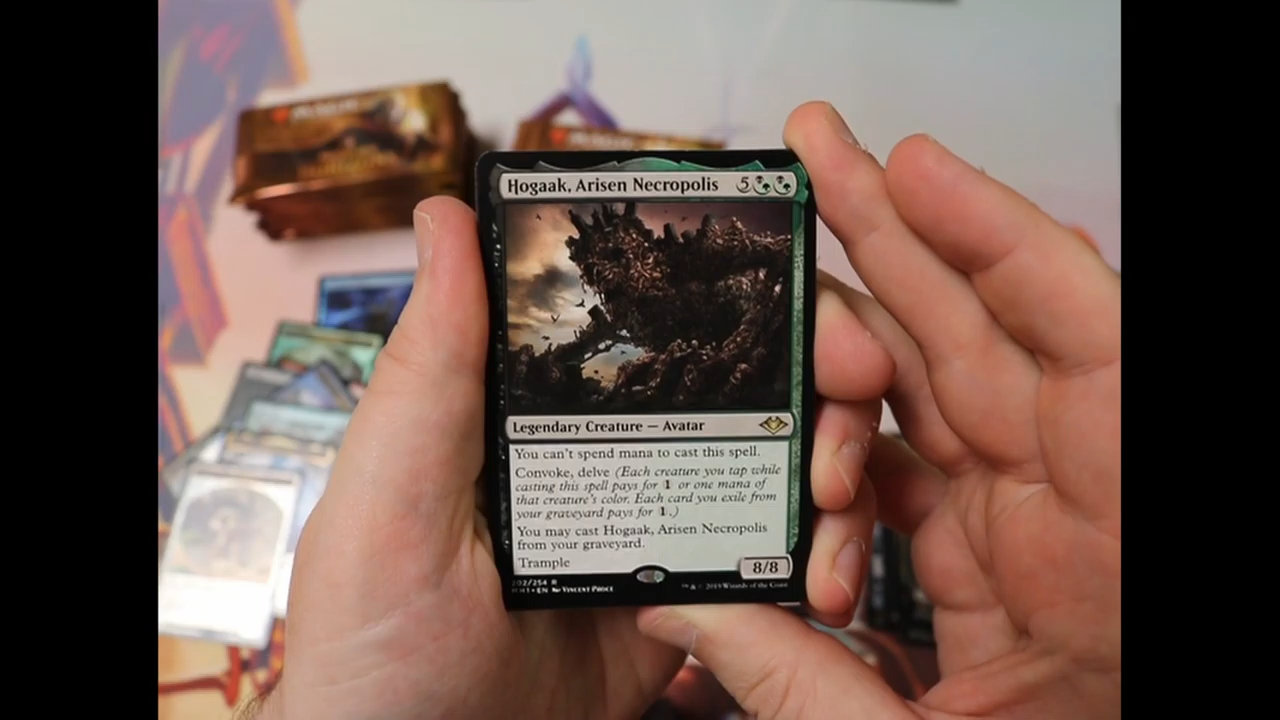 Hogaak, Arisen Necropolis 5
Legendary Creature — Avatar
You can't spend mana to cast this spell.
Convoke, delve (Each creature you tap while
casting this spell pays for 1 or one mana of
that creature's color. Each card you exile from
your graveyard pays for 1.)
You may cast Hogaak, Arisen Necropolis
from your graveyard.
Trample
8/8
202/254 R
MH1 • EN Vincent Proce
™ & © 2019 Wizards of the Coast